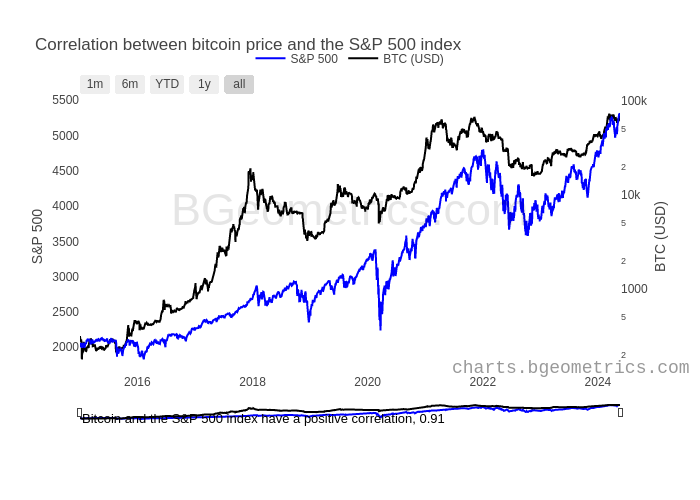 Correlation between bitcoin price and the S&P 500 index
S&P 500 BTC (USD)
1m 6m YTD 1y all
5500
5000
4500
4000
3500
3000
2500
2000
S&P 500
100k
5
2
10k
5
2
1000
5
2
BTC (USD)
BGeometrics.com
charts.bgeometrics.com
2016 2018 2020 2022 2024
Bitcoin and the S&P 500 index have a positive correlation, 0.91